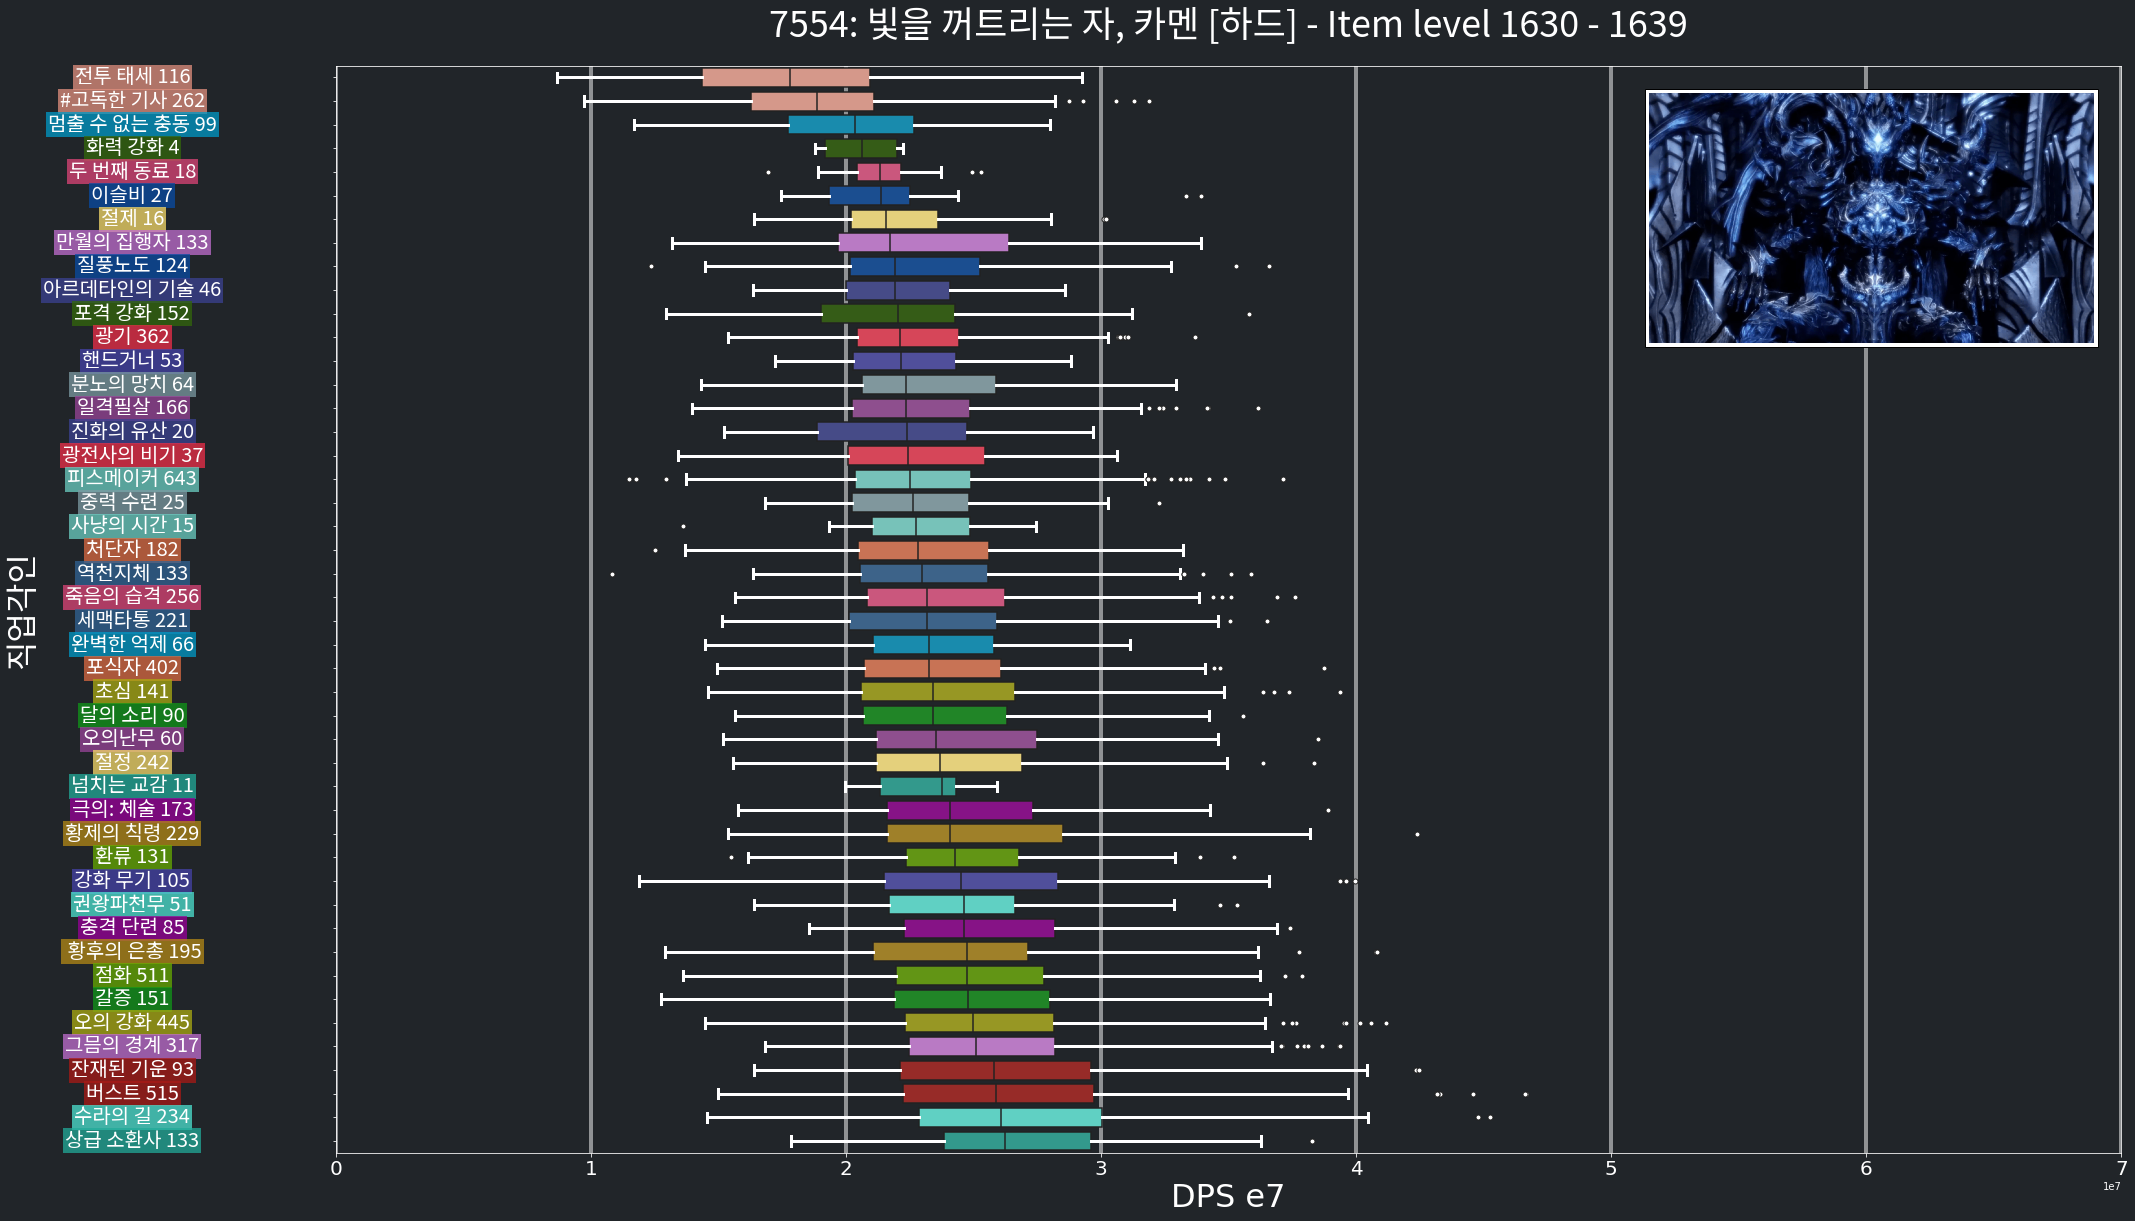 7554: 빛을 꺼트리는 자, 카멘 [하드] - Item level 1630 - 1639
전투 태세 116
#고독한 기사 262
멈출 수 없는 충동 99
화력 강화 4
두 번째 동료 18
이슬비 27
절제 16
만월의 집행자 133
질풍노도 124
아르데타인의 기술 46
포격 강화 152
광기 362
핸드거너 53
분노의 망치 64
일격필살 166
진화의 유산 20
광전사의 비기 37
피스메이커 643
중력 수련 25
사냥의 시간 15
처단자 182
역천지체 133
죽음의 습격 256
세맥타통 221
완벽한 억제 66
포식자 402
초심 141
달의 소리 90
오의난무 60
절정 242
넘치는 교감 11
극의: 체술 173
황제의 칙령 229
환류 131
강화 무기 105
권왕파천무 51
충격 단련 85
황후의 은총 195
점화 511
갈증 151
오의 강화 445
그믐의 경계 317
잔재된 기운 93
버스트 515
수라의 길 234
상급 소환사 133
직업각인
0 1 2 3 4 5 6 7
1e7
DPS e7